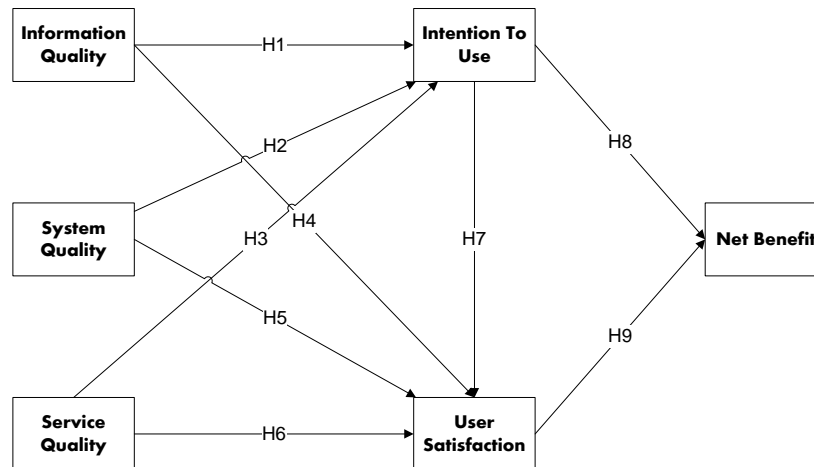 Information
Quality
H1
Intention To
Use
H2
H8
System
Quality
H3
H4
H7
Net Benefit
H5
H9
Service
Quality
H6
User
Satisfaction